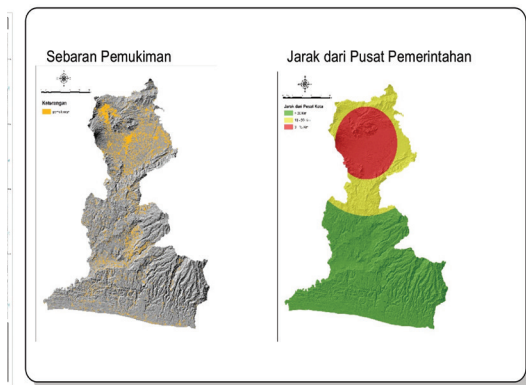 Sebaran Pemukiman
Jarak dari Pusat Pemerintahan
Keterangan
Jarak dari Pusat Kota